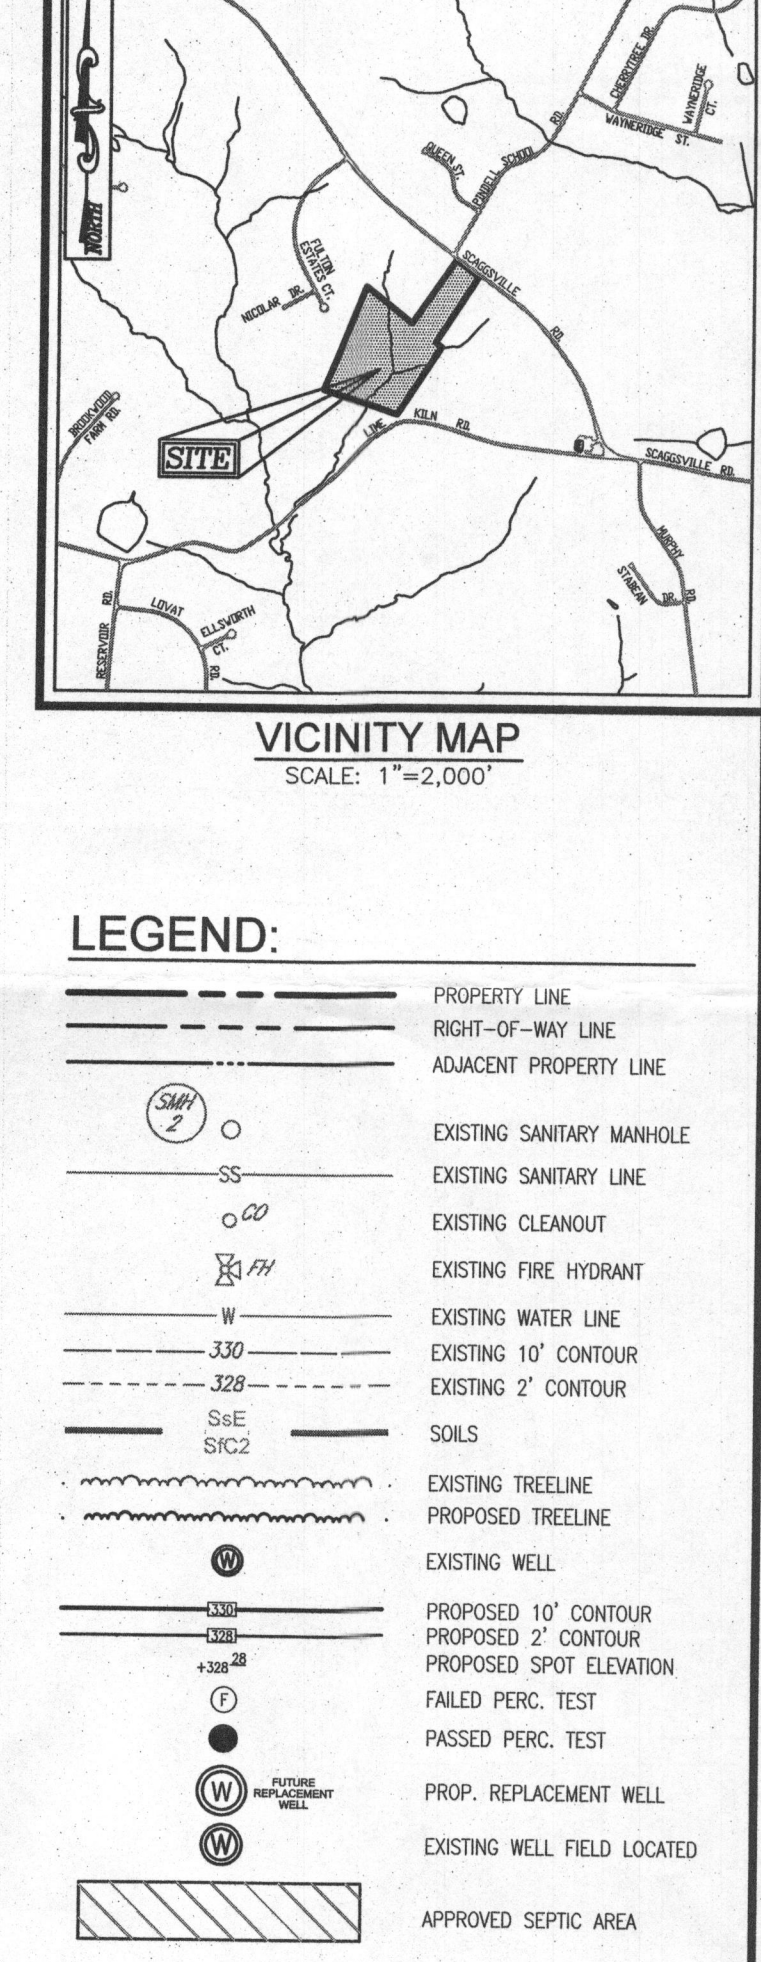 NORTH
CHERRYTREE DR.
WAYNERIDGE CT.
WAYNERIDGE ST.
QUEEN ST.
PINDELL SCHOOL RD.
SCAGGSVILLE RD.
FULTON ESTATES CT.
NICOLAR DR.
BROOKWOOD FARM RD.
SITE
LIME KILN RD.
SCAGGSVILLE RD.
MURPHY RD.
STABEAN DR.
RESERVOIR RD.
LOVAT RD.
ELLSWORTH CT.
VICINITY MAP
SCALE: 1"=2,000'
LEGEND:
PROPERTY LINE
RIGHT-OF-WAY LINE
ADJACENT PROPERTY LINE
SMH
2
EXISTING SANITARY MANHOLE
SS EXISTING SANITARY LINE
CO EXISTING CLEANOUT
FH EXISTING FIRE HYDRANT
W EXISTING WATER LINE
330 EXISTING 10' CONTOUR
328 EXISTING 2' CONTOUR
SsE
SfC2
SOILS
EXISTING TREELINE
PROPOSED TREELINE
W EXISTING WELL
330 PROPOSED 10' CONTOUR
328 PROPOSED 2' CONTOUR
+328 28 PROPOSED SPOT ELEVATION
F FAILED PERC. TEST
PASSED PERC. TEST
W FUTURE
REPLACEMENT
WELL
PROP. REPLACEMENT WELL
W EXISTING WELL FIELD LOCATED
APPROVED SEPTIC AREA